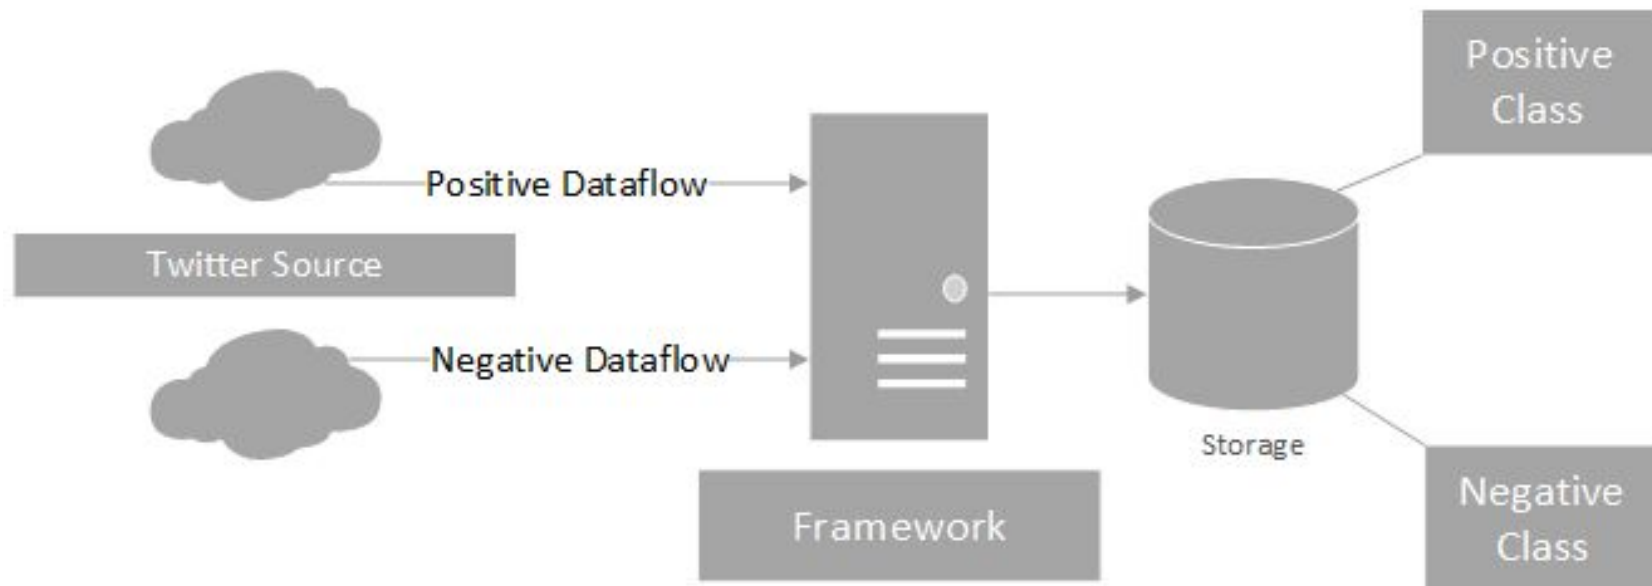 Positive Dataflow
Twitter Source
Negative Dataflow
Framework
Storage
Positive
Class
Negative
Class